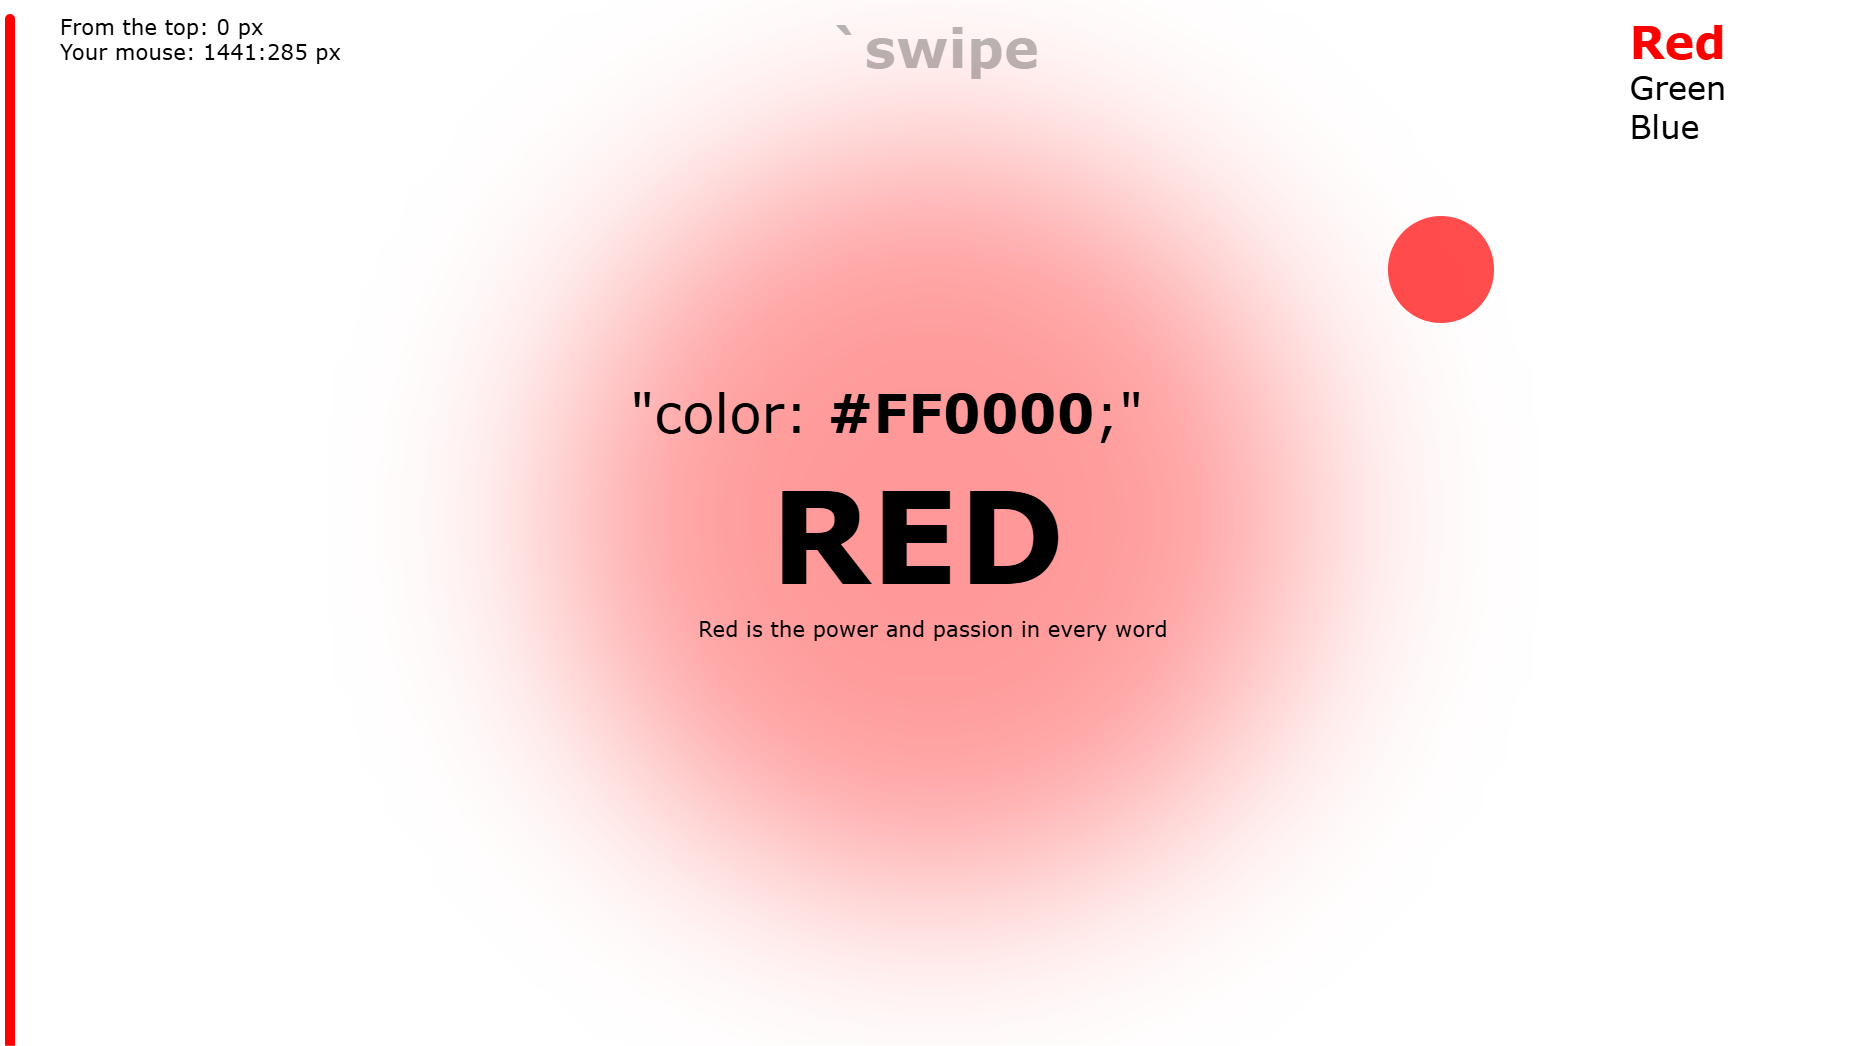 From the top: 0 px
Your mouse: 1441:285 px
`swipe
Red
Green
Blue
"color: #FF0000;"
RED
Red is the power and passion in every word